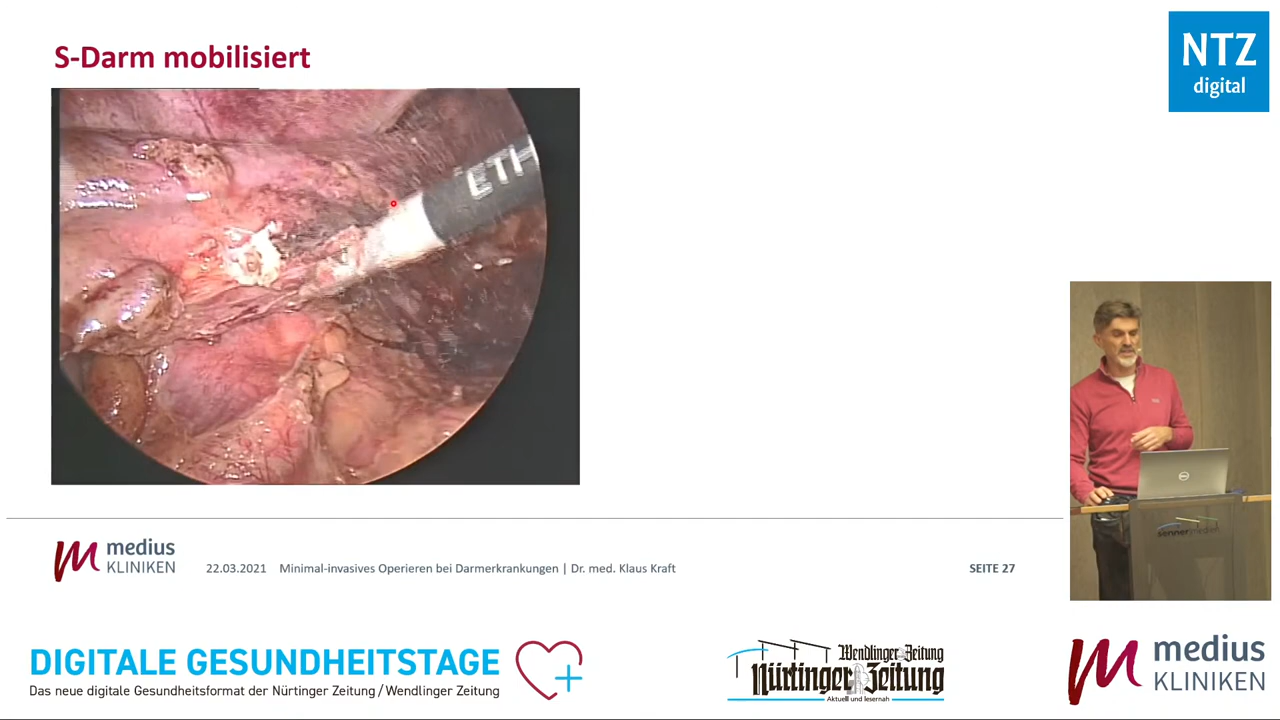 S-Darm mobilisiert
NTZ
digital
ETH
sennermedien
medius
KLINIKEN
22.03.2021 Minimal-invasives Operieren bei Darmerkrankungen | Dr. med. Klaus Kraft
SEITE 27
DIGITALE GESUNDHEITSTAGE
Das neue digitale Gesundheitsformat der Nürtinger Zeitung / Wendlinger Zeitung
Wendlinger Zeitung
Nürtinger Zeitung
Aktuell und lesernah
medius
KLINIKEN